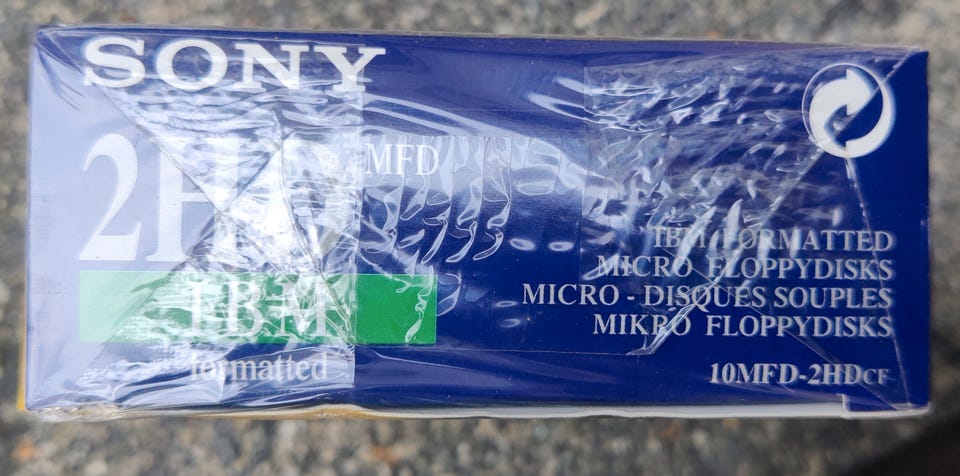 SONY
2HD MFD
IBM
formatted
IBM FORMATTED
MICRO FLOPPYDISKS
MICRO - DISQUES SOUPLES
MIKRO FLOPPYDISKS
10MFD-2HDCF